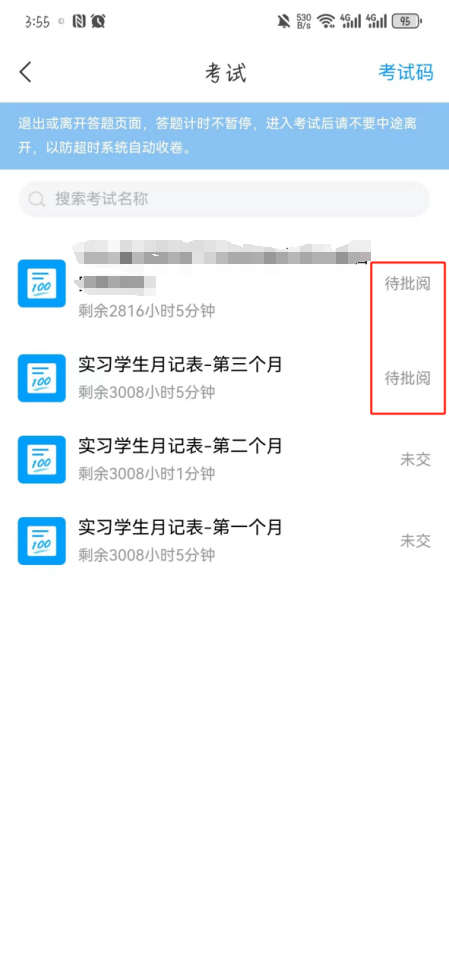 3:55
530 B/s
4G
4G
95
考试
考试码
退出或离开答题页面，答题计时不暂停，进入考试后请不要中途离
开，以防超时系统自动收卷。
搜索考试名称
100
待批阅
剩余2816小时5分钟
100
实习学生月记表-第三个月
待批阅
剩余3008小时5分钟
100
实习学生月记表-第二个月
未交
剩余3008小时1分钟
100
实习学生月记表-第一个月
未交
剩余3008小时5分钟